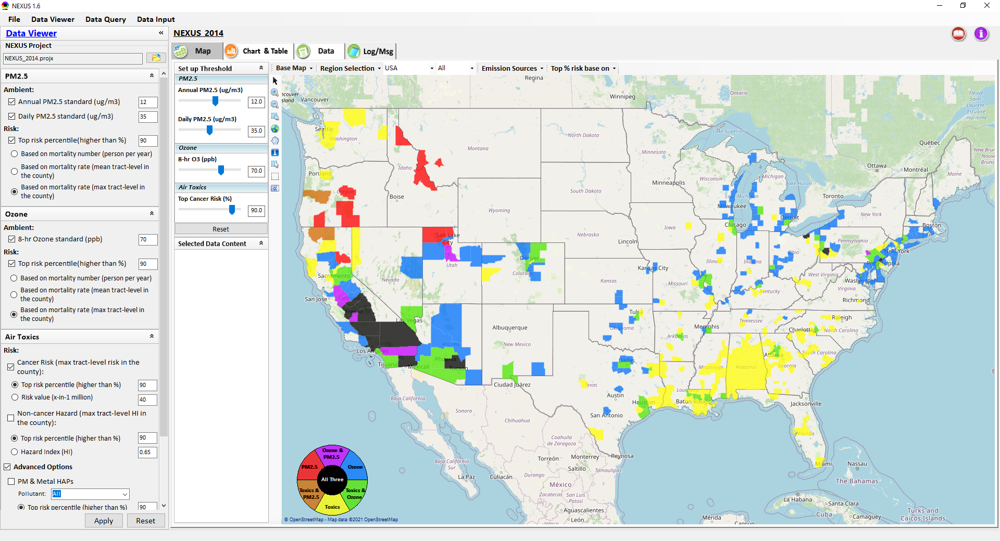 NEXUS 1.6
File Data Viewer Data Query Data Input
Data Viewer «
NEXUS Project
NEXUS_2014.projx
PM2.5
Ambient:
Annual PM2.5 standard (ug/m3) 12
Daily PM2.5 standard (ug/m3) 35
Risk:
Top risk percentile(higher than %) 90
Based on mortality number (person per year)
Based on mortality rate (mean tract-level in
the county)
Based on mortality rate (max tract-level in
the county)
Ozone
Ambient:
8-hr Ozone standard (ppb) 70
Risk:
Top risk percentile(higher than %) 90
Based on mortality number (person per year)
Based on mortality rate (mean tract-level in
the county)
Based on mortality rate (max tract-level in
the county)
Air Toxics
Risk:
Cancer Risk (max tract-level risk in the
county):
Top risk percentile (higher than %) 90
Risk value (x-in-1 million) 40
Non-cancer Hazard (max tract-level HI in
the county):
Top risk percentile (higher than %) 90
Hazard Index (HI) 0.65
Advanced Options
PM & Metal HAPs
Pollutant: All
Top risk percentile (higher than %) 90
Apply Reset
NEXUS_2014
Map Chart & Table Data Log/Msg
Set up Threshold
PM2.5
Annual PM2.5 (ug/m3)
12.0
Daily PM2.5 (ug/m3)
35.0
Ozone
8-hr O3 (ppb)
70.0
Air Toxics
Top Cancer Risk (%)
90.0
Reset
Selected Data Content
Base Map Region Selection USA All Emission Sources Top % risk base on
Regina
Winnipeg
Ontario
Vancouver
Fleuve
Saint-
Laurent,
Estuaire
maritime
Seattle
Washington
North Dakota
Lake Superior
Québec
Montana
Minnesota
Ottawa
Montréal
Maine
Portland
Idaho
Minneapolis
Wisconsin
Michigan
Lake Huron
Oregon
Boise
South Dakota
Lake Michigan
Toronto
Wyoming
Milwaukee
Detroit
New York
Chicago
Boston
Salt Lake
City
Nebraska
Iowa
Lincoln
Pennsylvania
Denver
Utah
Colorado
Illinois
Indiana
Ohio
New York
Philadelphia
Sacramento
Nevada
Kansas City
Kansas
Missouri
West Virginia
Washington
Virginia
San Jose
California
Kentucky
Richmond
Fresno
Las Vegas
Tulsa
Raleigh
Albuquerque
Oklahoma
Memphis
Tennessee
Charlotte
North Carolina
Arkansas
New Mexico
Arizona
Los Angeles
Phoenix
Atlanta
South Carolina
Tijuana
Mexicali
Tucson
Dallas
Mississippi
Alabama
Georgia
Ciudad Juárez
Texas
Louisiana
Baja California
Austin
Houston
Baton Rouge
Jacksonville
Sonora
San Antonio
Chihuahua
Florida
Coahuila
de Zaragoza
Baja California
Sur
Torreón
Monterrey
Reynosa
Miami
Nassau
Saltillo
Tamaulipas
La Paz
Culiacán
Durango
The Bahamas
México
Zacatecas
San Luis
Potosí
La Habana
Santa Clara
Aguascalientes
Cuba
Camagüey
Turks and
Caicos Islands
León
Jalisco
Mérida
Cancún
Ozone &
PM2.5
PM2.5
Ozone
All Three
Toxics &
PM2.5
Toxics &
Ozone
Toxics
© OpenStreetMap - Map data ©2021 OpenStreetMap